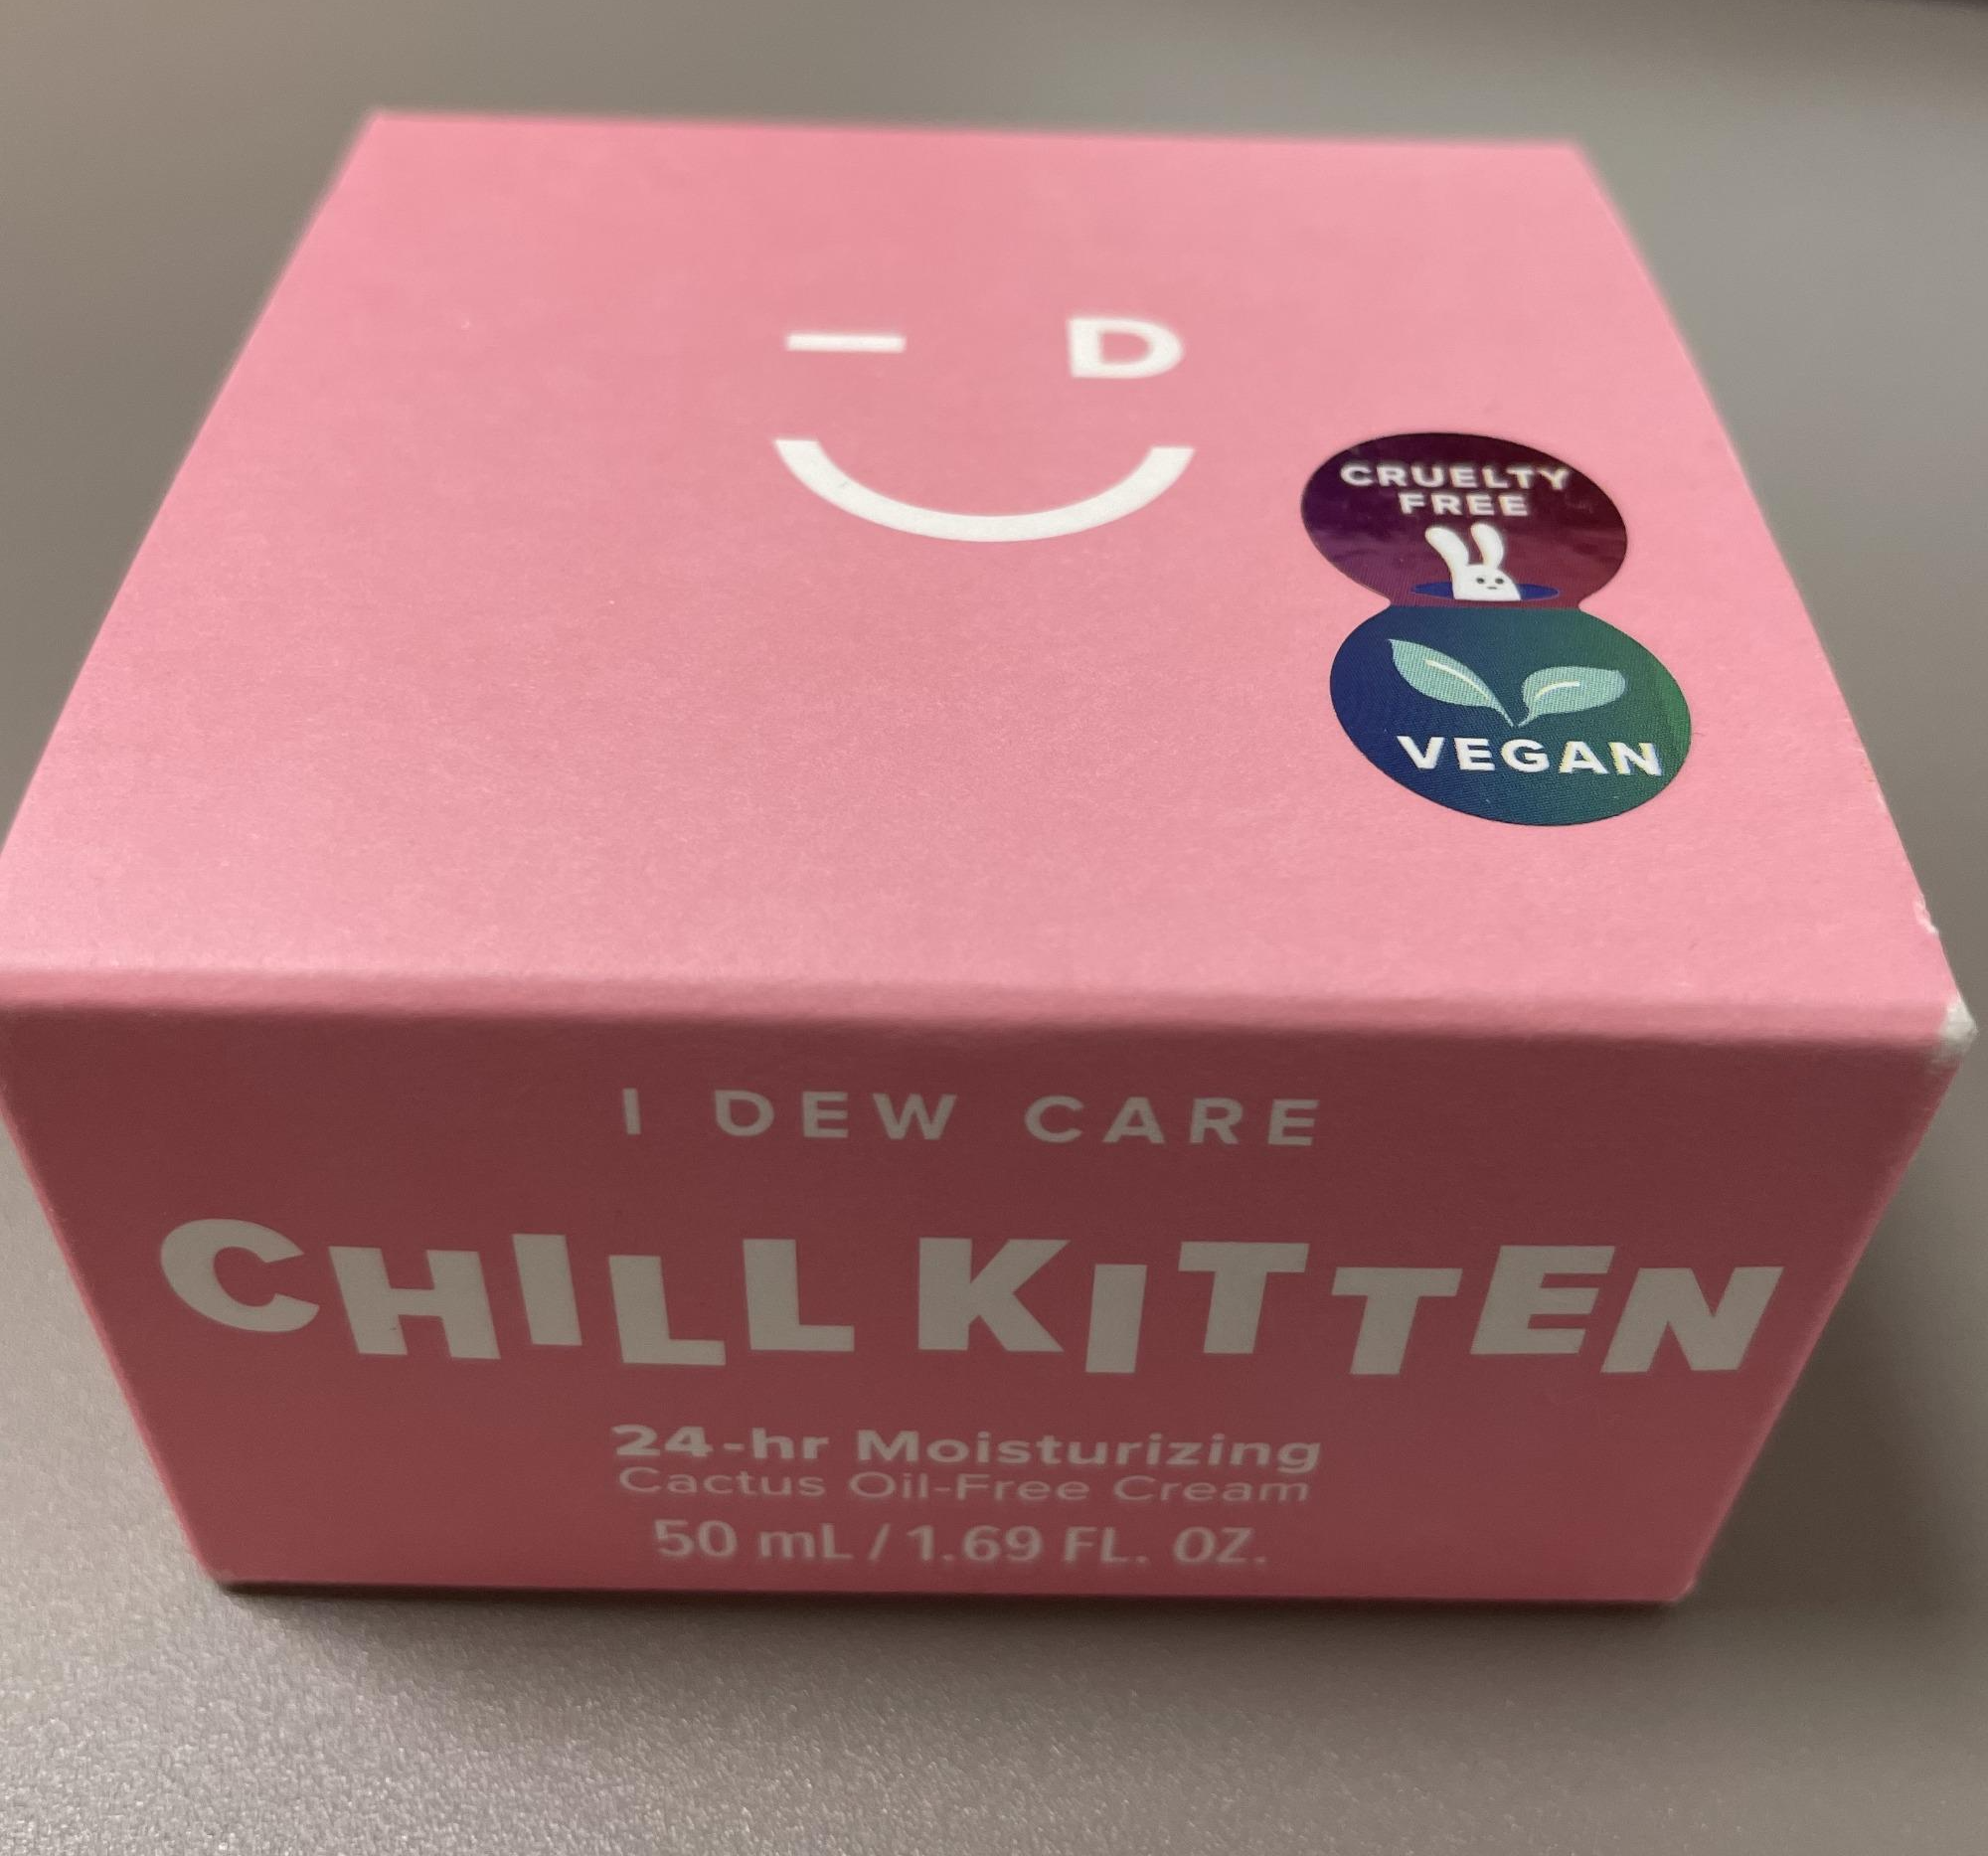 – D
CRUELTY
FREE
VEGAN
I DEW CARE
CHILL KITTEN
24-hr Moisturizing
Cactus Oil-Free Cream
50 mL / 1.69 FL. OZ.